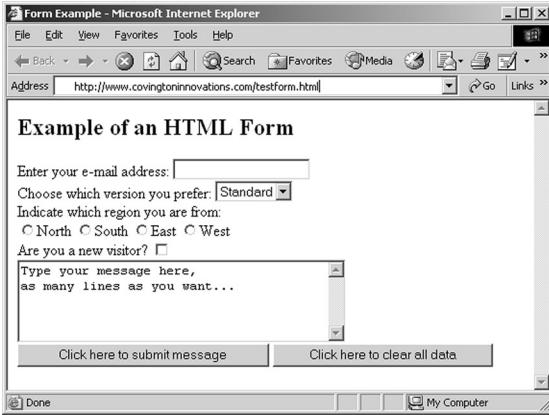 Form Example - Microsoft Internet Explorer
File Edit View Favorites Tools Help
Back Search Favorites Media
Address http://www.covingtoninnovations.com/testform.html Go Links »
Example of an HTML Form
Enter your e-mail address:
Choose which version you prefer: Standard
Indicate which region you are from:
North South East West
Are you a new visitor?
Type your message here,
as many lines as you want...
Click here to submit message Click here to clear all data
Done My Computer